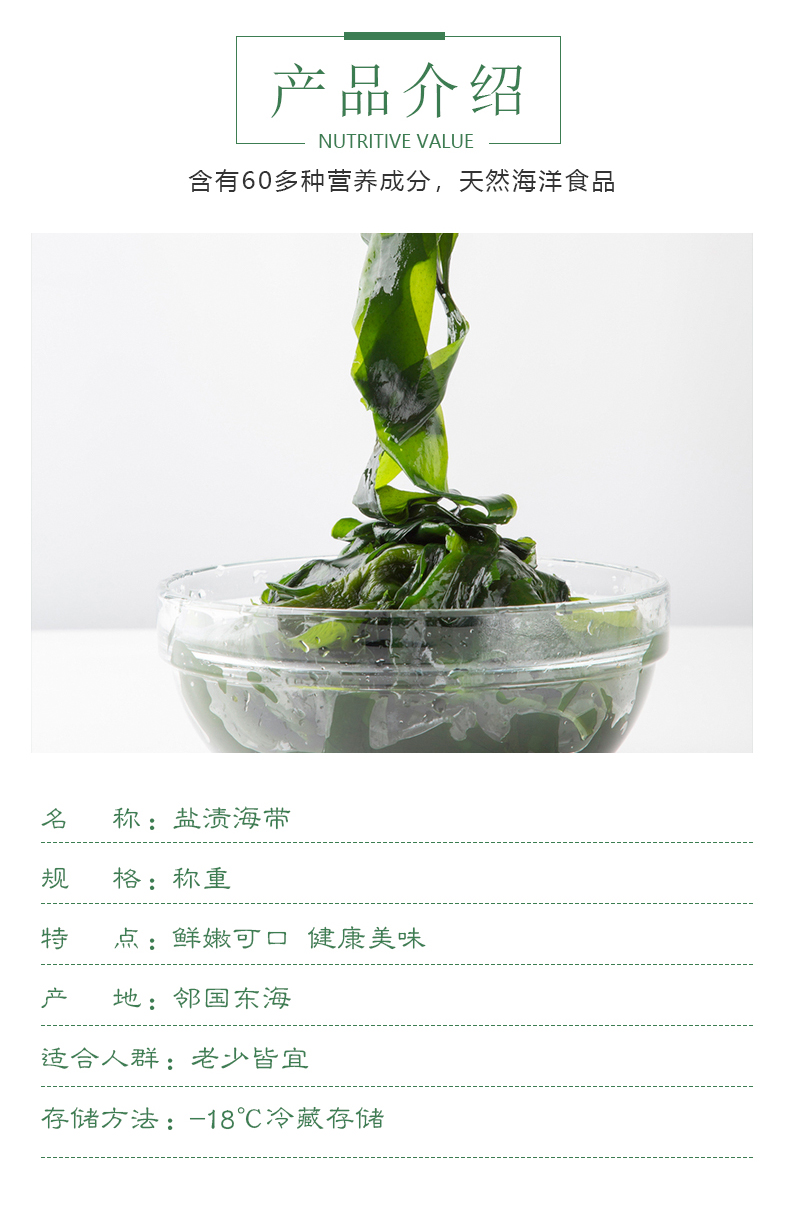 产品介绍
NUTRITIVE VALUE
含有60多种营养成分，天然海洋食品
名 称：盐渍海带
规 格：称重
特 点：鲜嫩可口 健康美味
产 地：邻国东海
适合人群：老少皆宜
存储方法：-18℃冷藏存储